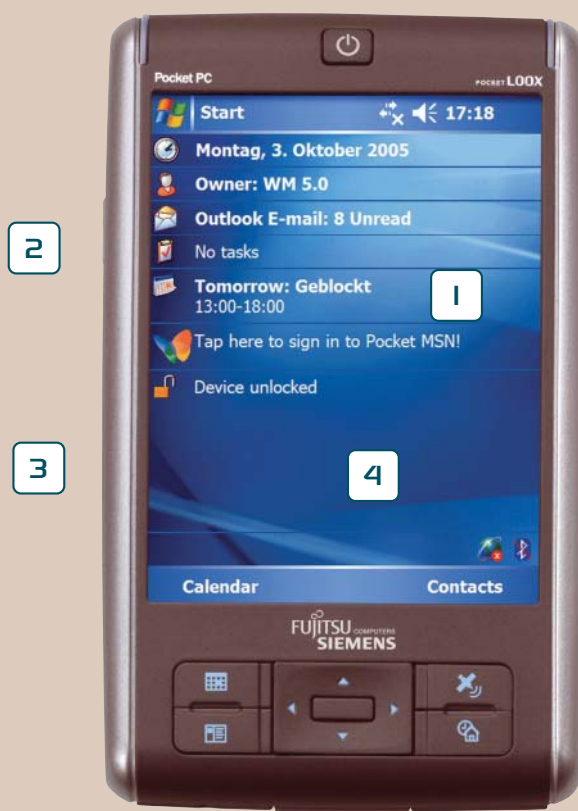 Pocket PC
POCKET LOOX
Start 17:18
Montag, 3. Oktober 2005
Owner: WM 5.0
Outlook E-mail: 8 Unread
2
No tasks
Tomorrow: Geblockt
1
13:00-18:00
Tap here to sign in to Pocket MSN!
Device unlocked
3
4
Calendar Contacts
FUJITSU COMPUTERS
SIEMENS